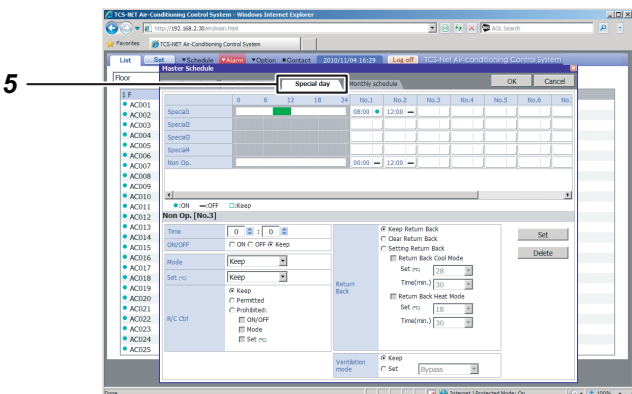 TCS-NET Air-Conditioning Control System - Windows Internet Explorer
http://192.168.2.30/en/main.html
AOL Search
Favorites TCS-NET Air-Conditioning Control System
List Set ▼Schedule ▼Alarm ▼Option ■Contact 2010/11/04 16:29 Log off TCS-Net Air-conditioning Control System
Master Schedule
5
Floor Special day Monthly schedule OK Cancel
1 F
0 6 12 18 24 No.1 No.2 No.3 No.4 No.5 No.6 No.
AC001
AC002
AC003
AC004
AC005
AC006
AC007
AC008
AC009
AC010
AC011
AC012
AC013
AC014
AC015
AC016
AC017
AC018
AC019
AC020
AC021
AC022
AC023
AC024
AC025
Special1 08:00 12:00
Special2
Special3
Special4
Non Op. 00:00 12:00
●:ON —:OFF □:Keep
Non Op. [No.3]
Time 0 : 0
ON/OFF ON OFF Keep
Mode Keep
Set (°C) Keep
R/C Ctrl
Keep
Permitted
Prohibited:
ON/OFF
Mode
Set (°C)
Return Back
Keep Return Back
Clear Return Back
Setting Return Back
Return Back Cool Mode
Set (°C) 28
Time(min.) 30
Return Back Heat Mode
Set (°C) 18
Time(min.) 30
Ventilation mode
Keep
Set Bypass
Set
Delete
Done
Internet | Protected Mode: On 100%